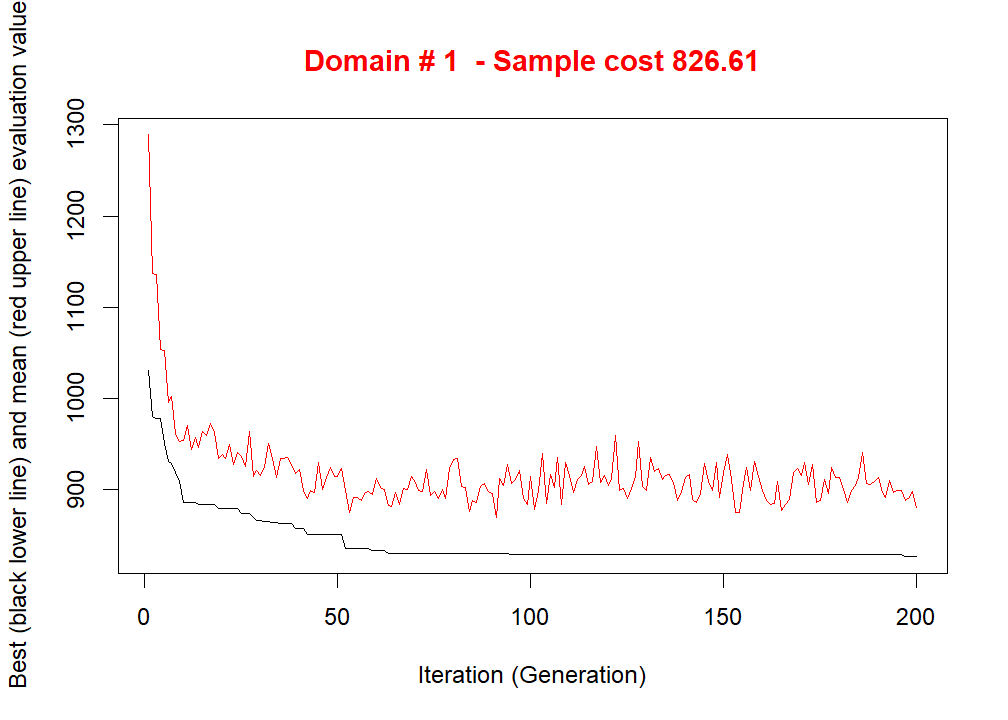 Domain # 1  - Sample cost 826.61
Best (black lower line) and mean (red upper line) evaluation value
1300
1200
1100
1000
900
0 50 100 150 200
Iteration (Generation)